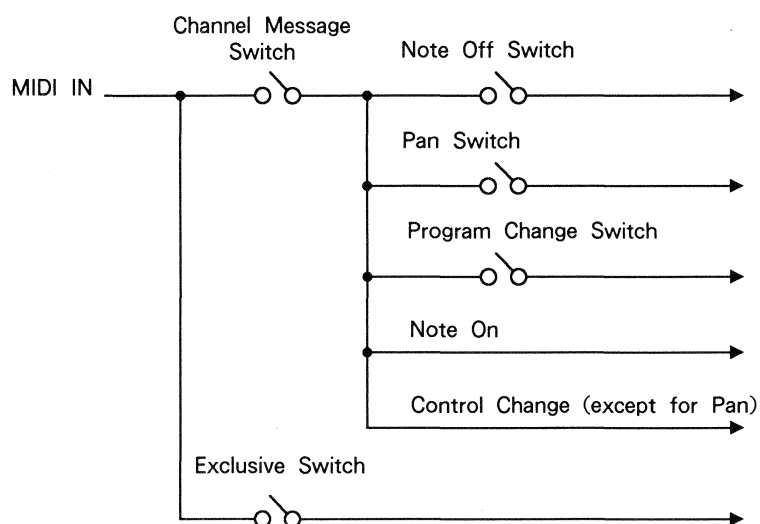 Channel Message
Switch
Note Off Switch
MIDI IN
Pan Switch
Program Change Switch
Note On
Control Change (except for Pan)
Exclusive Switch